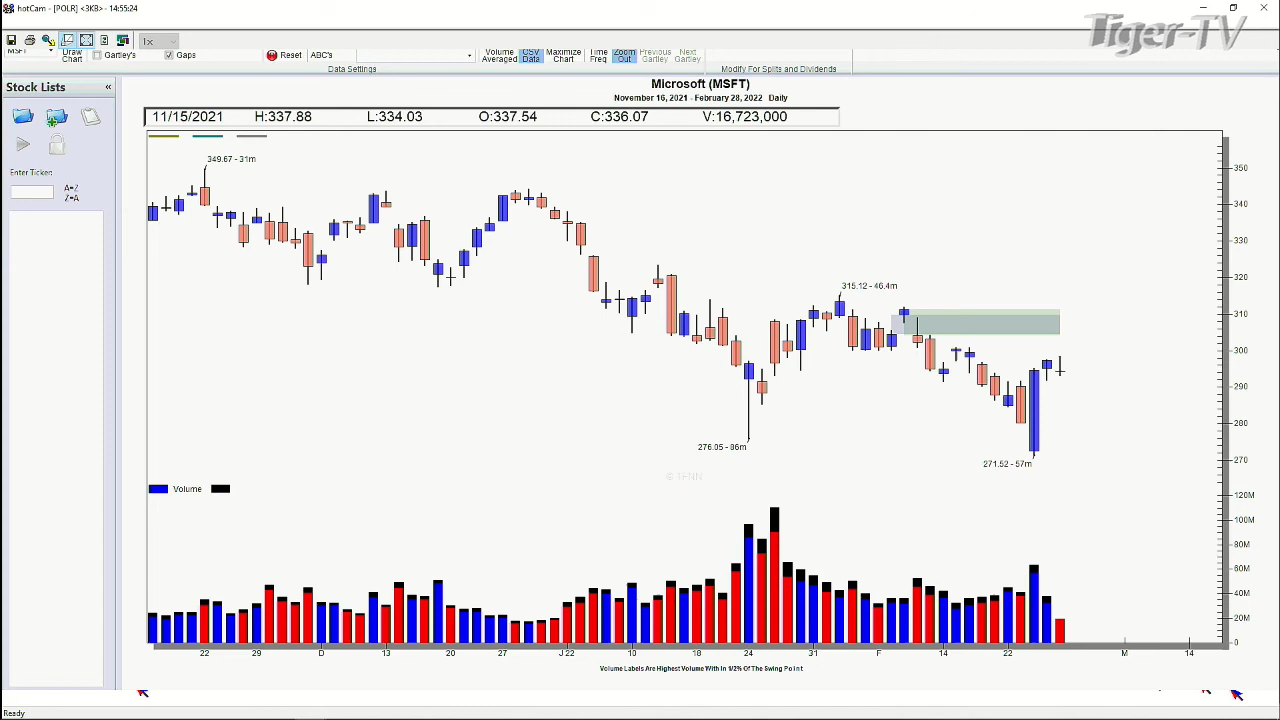 hotCam - [POLR] <3KB> - 14:55:24
Tiger-TV
MSFT
1x
Draw Chart
Gartley's
Gaps
Reset
ABC's
Volume Averaged
CSV Data
Maximize Chart
Time Freq
Zoom Out
Previous Gartley
Next Gartley
Data Settings
Modify For Splits and Dividends
Stock Lists «
Enter Ticker:
A=Z
Z=A
Microsoft (MSFT)
November 16, 2021 - February 28, 2022 Daily
11/15/2021 H:337.88 L:334.03 O:337.54 C:336.07 V:16,723,000
349.67 - 31m
315.12 - 46.4m
276.05 - 86m
271.52 - 57m
© TFNN
350
340
330
320
310
300
290
280
270
Volume
120M
100M
80M
60M
40M
20M
0
22 29 D 13 20 27 J 22 10 18 24 31 F 14 22 M 14
Volume Labels Are Highest Volume With In 1/2% Of The Swing Point
Ready